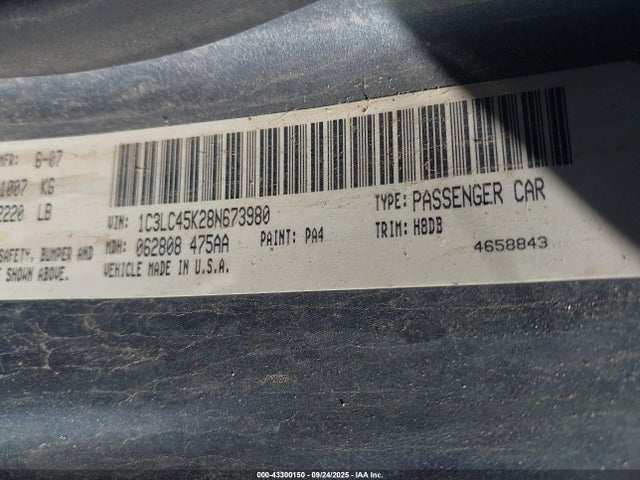 MFR: 6-07
1007 KG
2220 LB
VIN: 1C3LC45K28N673980
TYPE: PASSENGER CAR
MDH: 062808 475AA
PAINT: PA4
TRIM: H8DB
SAFETY, BUMPER AND
VEHICLE MADE IN U.S.A.
4658843
SHOWN ABOVE.
000-43300150 - 09/24/2025 - IAA Inc.